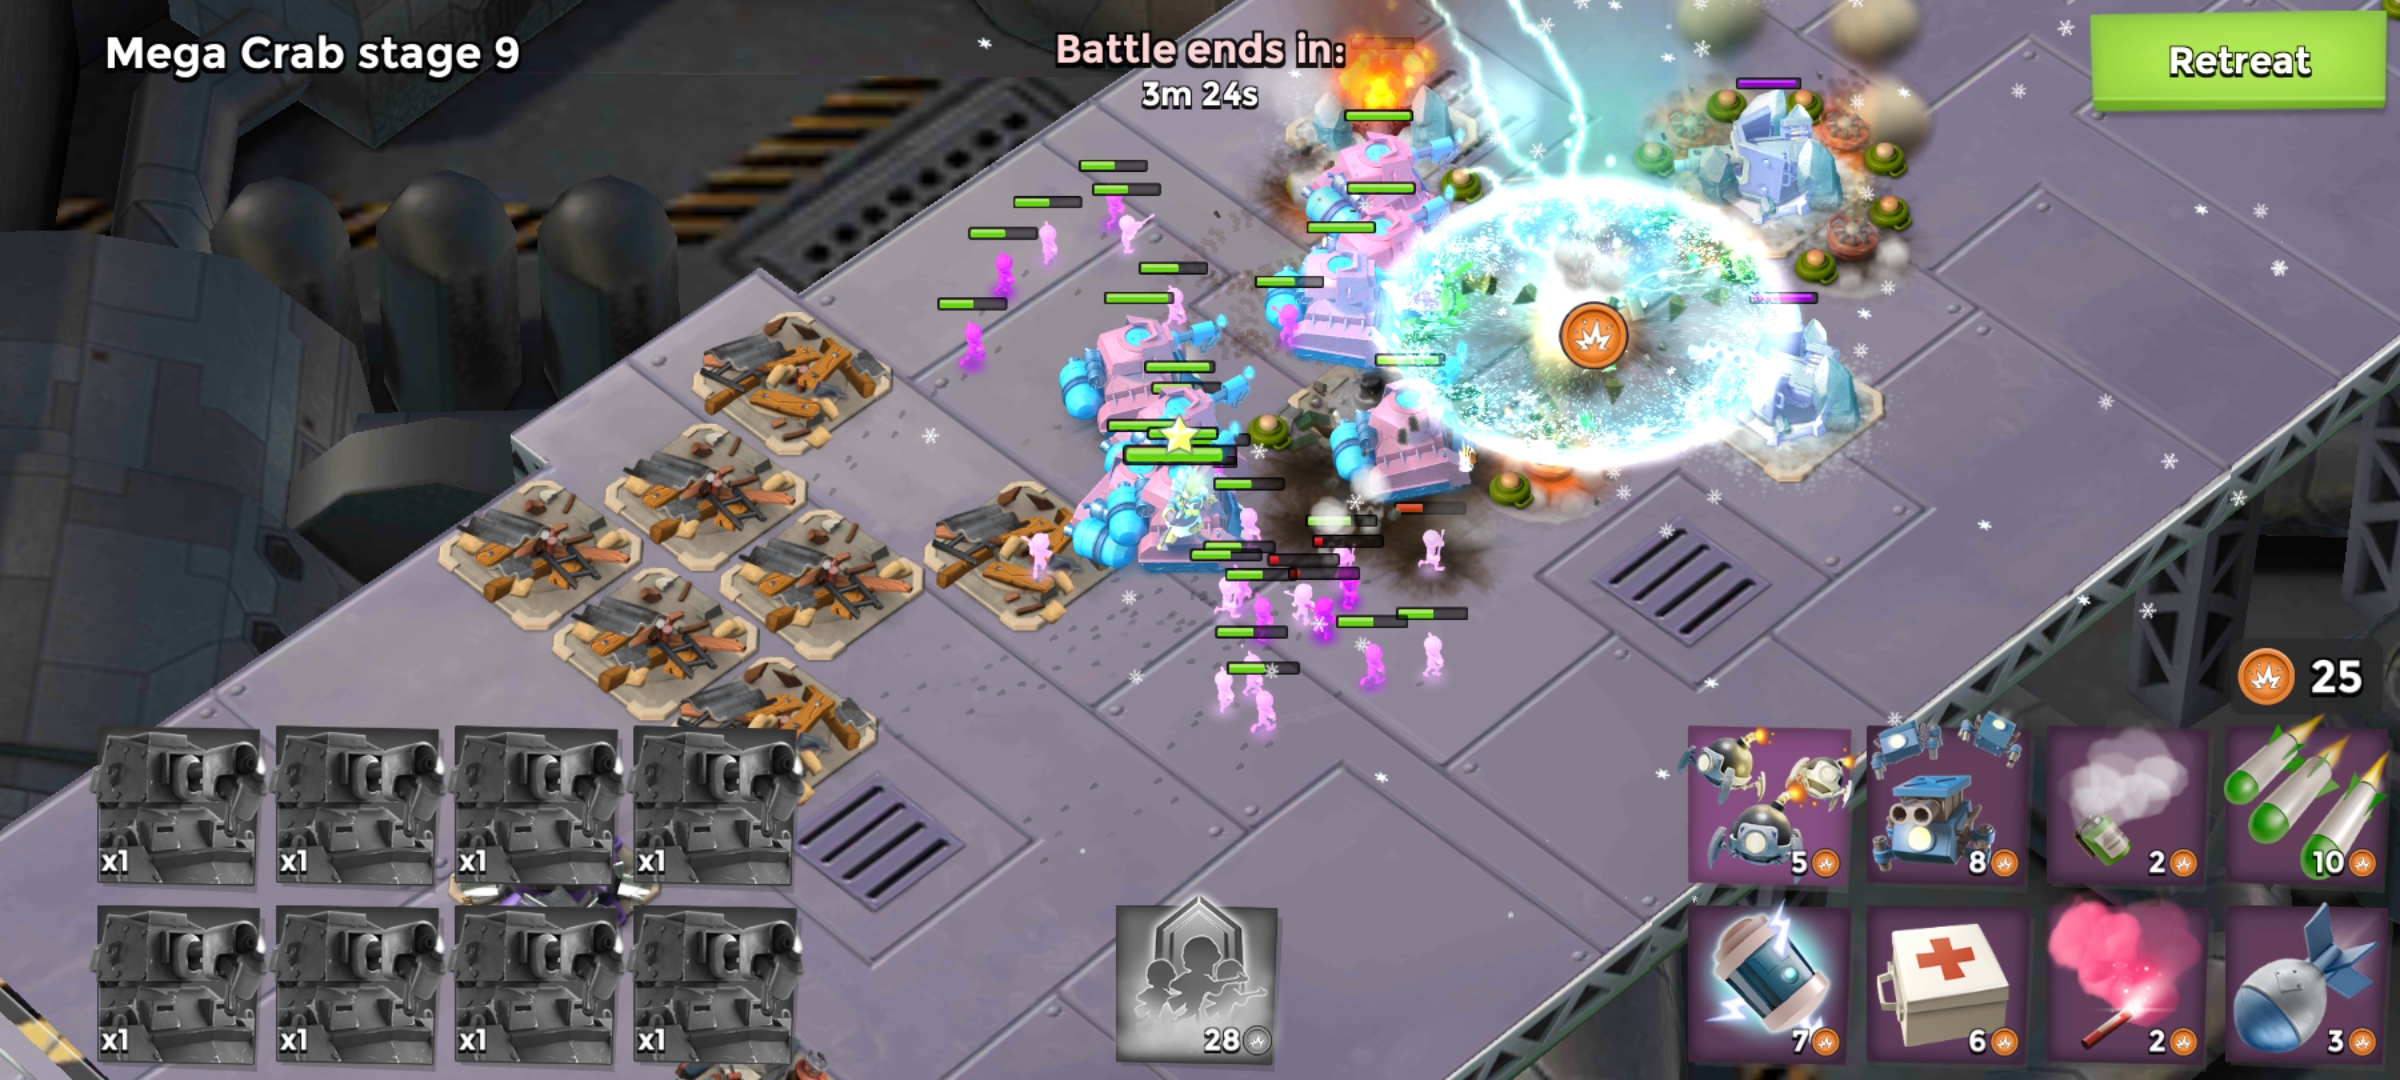 Mega Crab stage 9
Battle ends in:
3m 24s
Retreat
25
x1
x1
x1
x1
5
8
2
10
x1
x1
x1
x1
28
7
6
2
3